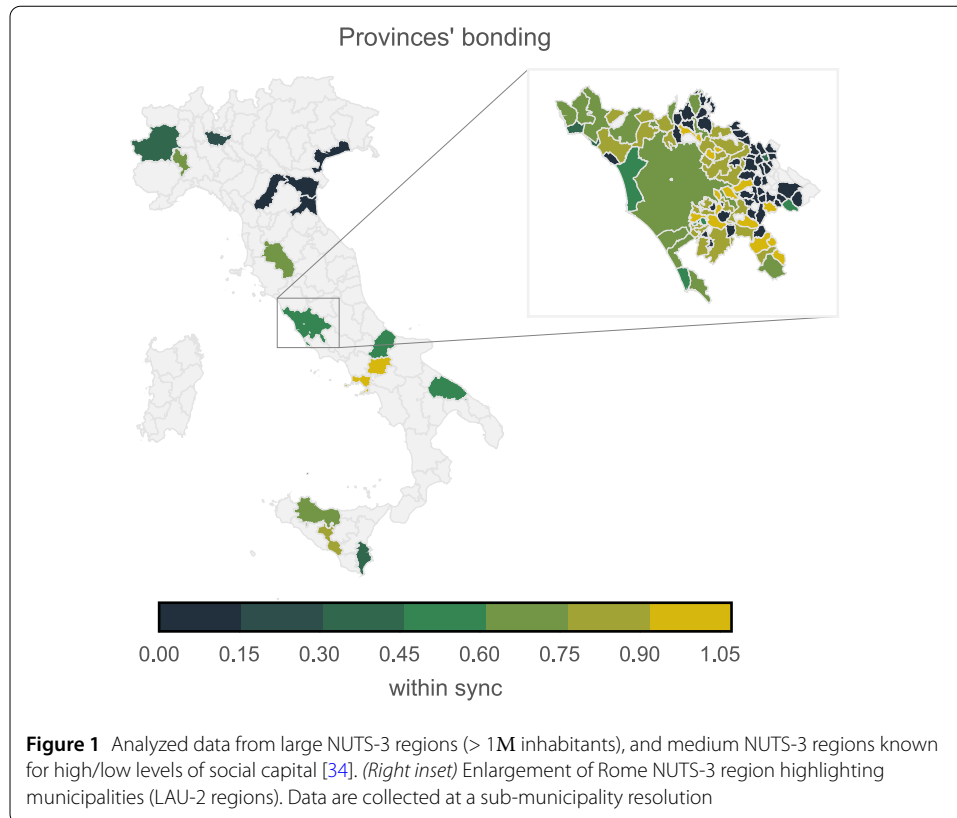 Provinces' bonding
0.00 0.15 0.30 0.45 0.60 0.75 0.90 1.05
within sync
Figure 1 Analyzed data from large NUTS-3 regions (> 1M inhabitants), and medium NUTS-3 regions known
for high/low levels of social capital [34]. (Right inset) Enlargement of Rome NUTS-3 region highlighting
municipalities (LAU-2 regions). Data are collected at a sub-municipality resolution